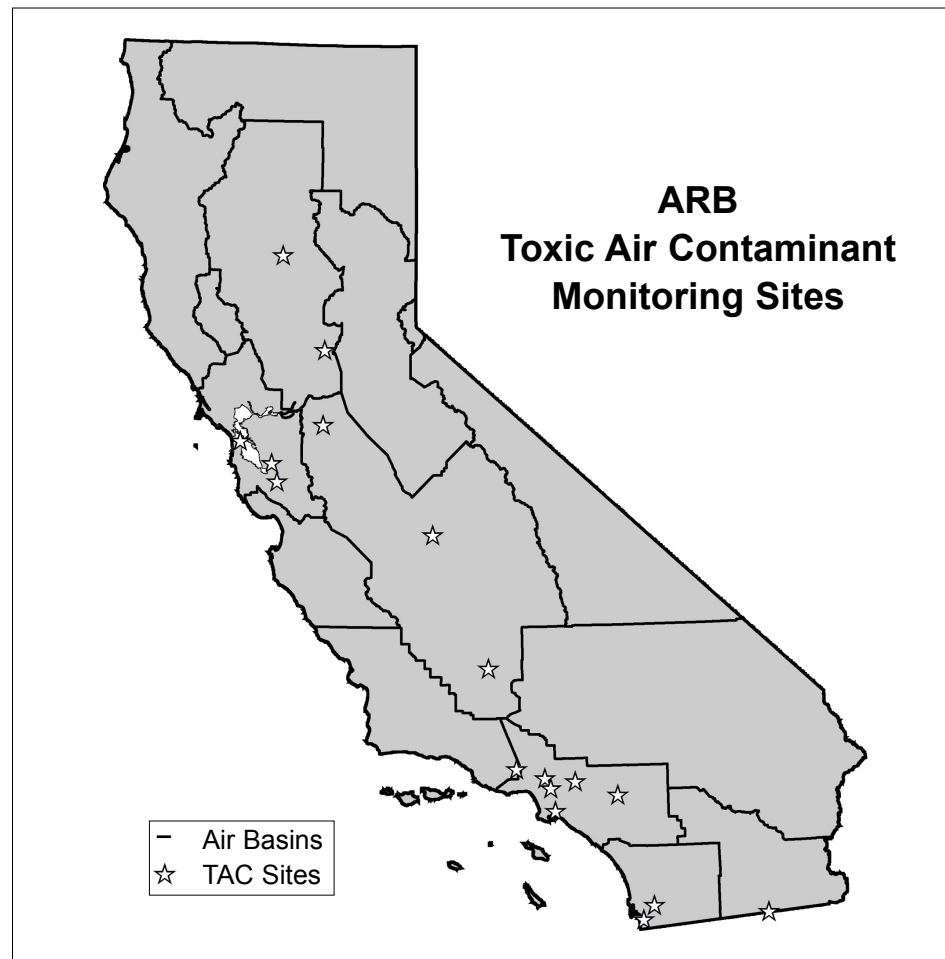 ARB
Toxic Air Contaminant
Monitoring Sites
Air Basins
TAC Sites